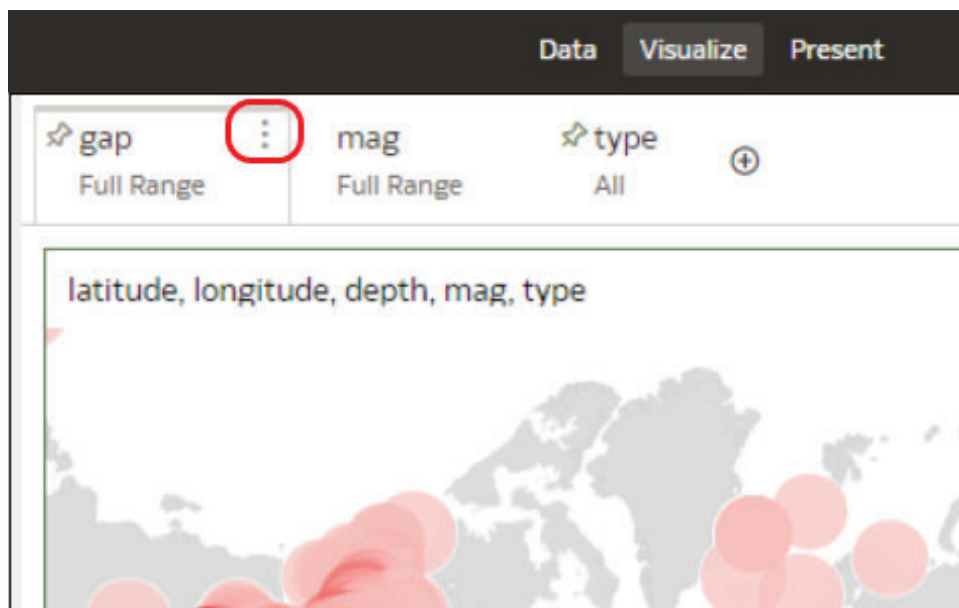 Data Visualize Present
gap mag type
Full Range Full Range All
latitude, longitude, depth, mag, type